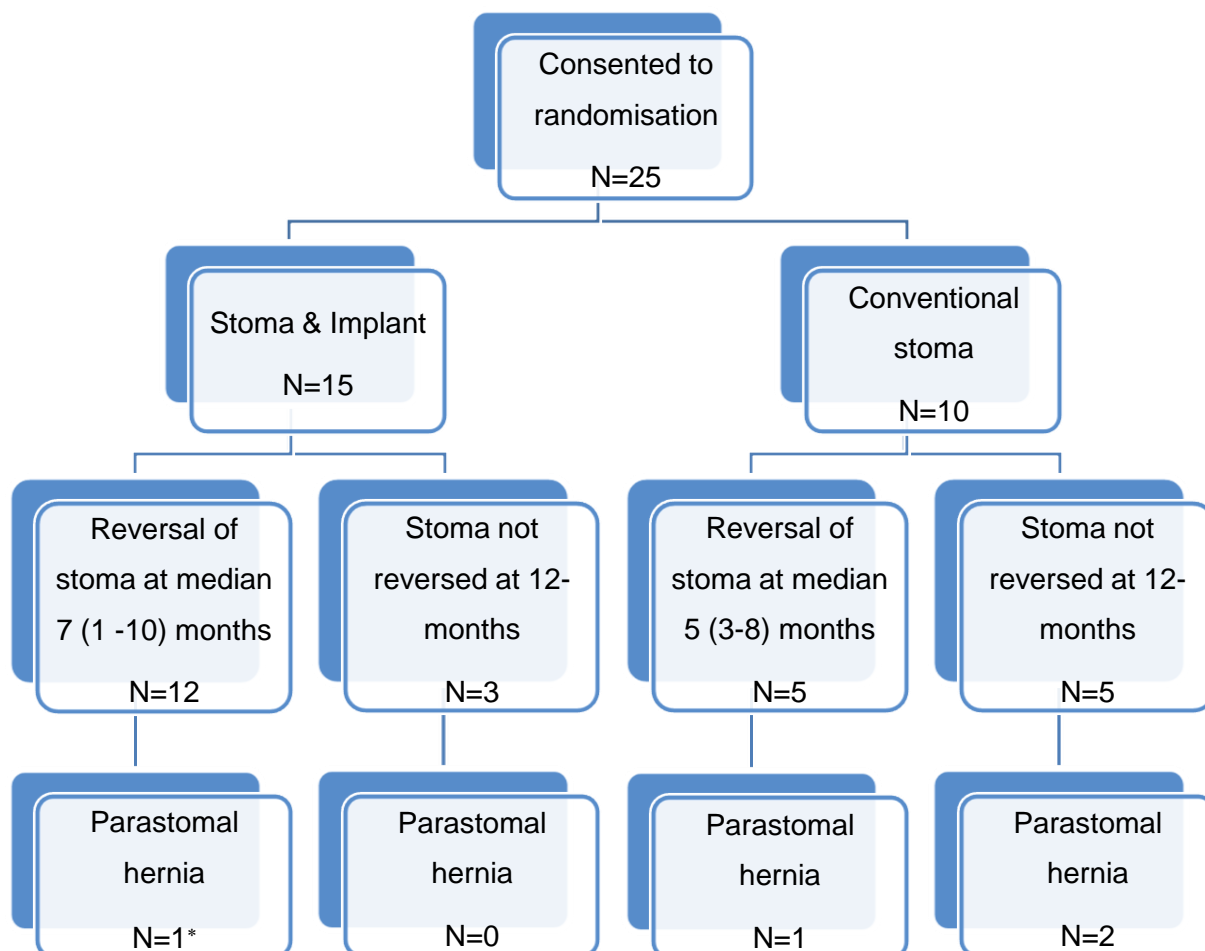 Consented to
randomisation
N=25
Stoma & Implant
N=15
Conventional
stoma
N=10
Reversal of
stoma at median
7 (1 -10) months
N=12
Stoma not
reversed at 12-
months
N=3
Reversal of
stoma at median
5 (3-8) months
N=5
Stoma not
reversed at 12-
months
N=5
Parastomal
hernia
N=1*
Parastomal
hernia
N=0
Parastomal
hernia
N=1
Parastomal
hernia
N=2